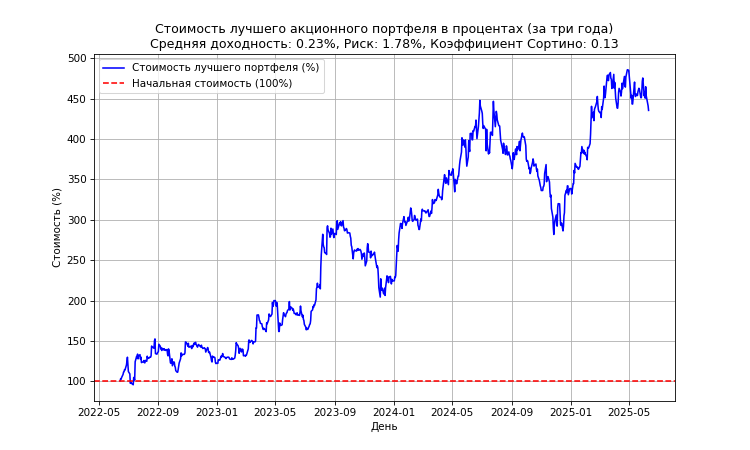 Стоимость лучшего акционного портфеля в процентах (за три года)
Средняя доходность: 0.23%, Риск: 1.78%, Коэффициент Сортино: 0.13
Стоимость лучшего портфеля (%)
Начальная стоимость (100%)
Стоимость (%)
500
450
400
350
300
250
200
150
100
2022-05 2022-09 2023-01 2023-05 2023-09 2024-01 2024-05 2024-09 2025-01 2025-05
День